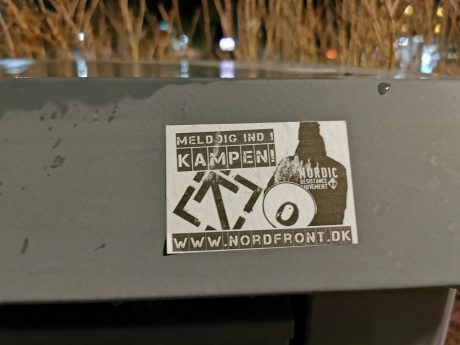 MELD DIG IND I
KAMPEN!
NORDIC
RESISTANCE
MOVEMENT
WWW.NORDFRONT.DK